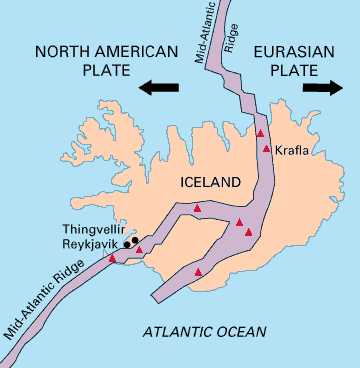 Mid-Atlantic
Ridge
NORTH AMERICAN
PLATE
EURASIAN
PLATE
Krafla
ICELAND
Thingvellir
Reykjavik
Mid-Atlantic Ridge
ATLANTIC OCEAN